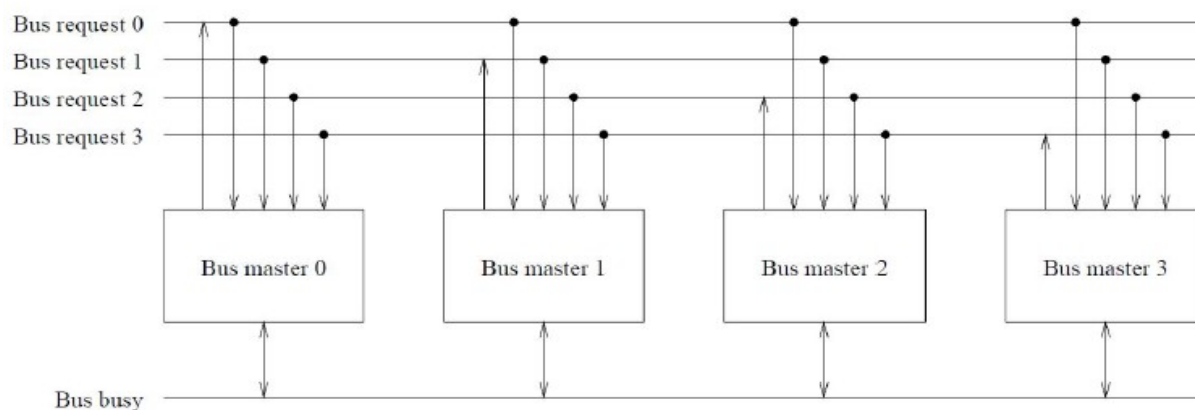 Bus request 0
Bus request 1
Bus request 2
Bus request 3
Bus master 0
Bus master 1
Bus master 2
Bus master 3
Bus busy